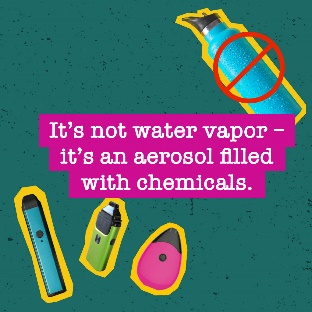 It's not water vapor –
it's an aerosol filled
with chemicals.